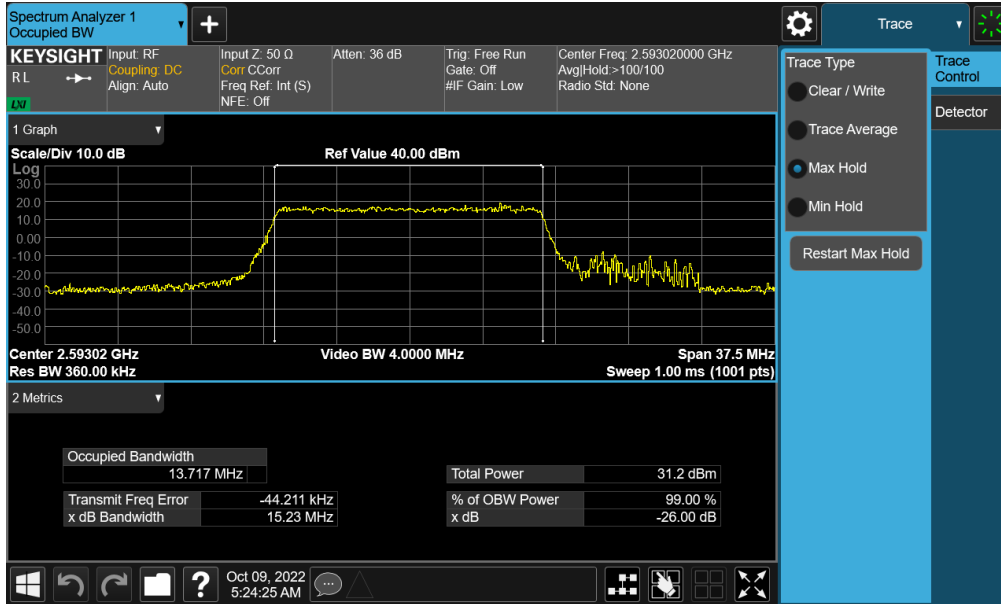 Spectrum Analyzer 1
Occupied BW
Trace
KEYSIGHT
R L
LXI
Input: RF
Coupling: DC
Align: Auto
Input Z: 50 Ω
Corr CCorr
Freq Ref: Int (S)
NFE: Off
Atten: 36 dB
Trig: Free Run
Gate: Off
#IF Gain: Low
Center Freq: 2.593020000 GHz
Avg|Hold:>100/100
Radio Std: None
Trace Type
Clear / Write
Trace Average
Max Hold
Min Hold
Restart Max Hold
Trace
Control
Detector
1 Graph
Scale/Div 10.0 dB
Ref Value 40.00 dBm
Log
30.0
20.0
10.0
0.00
-10.0
-20.0
-30.0
-40.0
-50.0
Center 2.59302 GHz
Video BW 4.0000 MHz
Span 37.5 MHz
Res BW 360.00 kHz
Sweep 1.00 ms (1001 pts)
2 Metrics
Occupied Bandwidth
13.717 MHz
Total Power 31.2 dBm
Transmit Freq Error -44.211 kHz
% of OBW Power 99.00 %
x dB Bandwidth 15.23 MHz
x dB -26.00 dB
?
Oct 09, 2022
5:24:25 AM